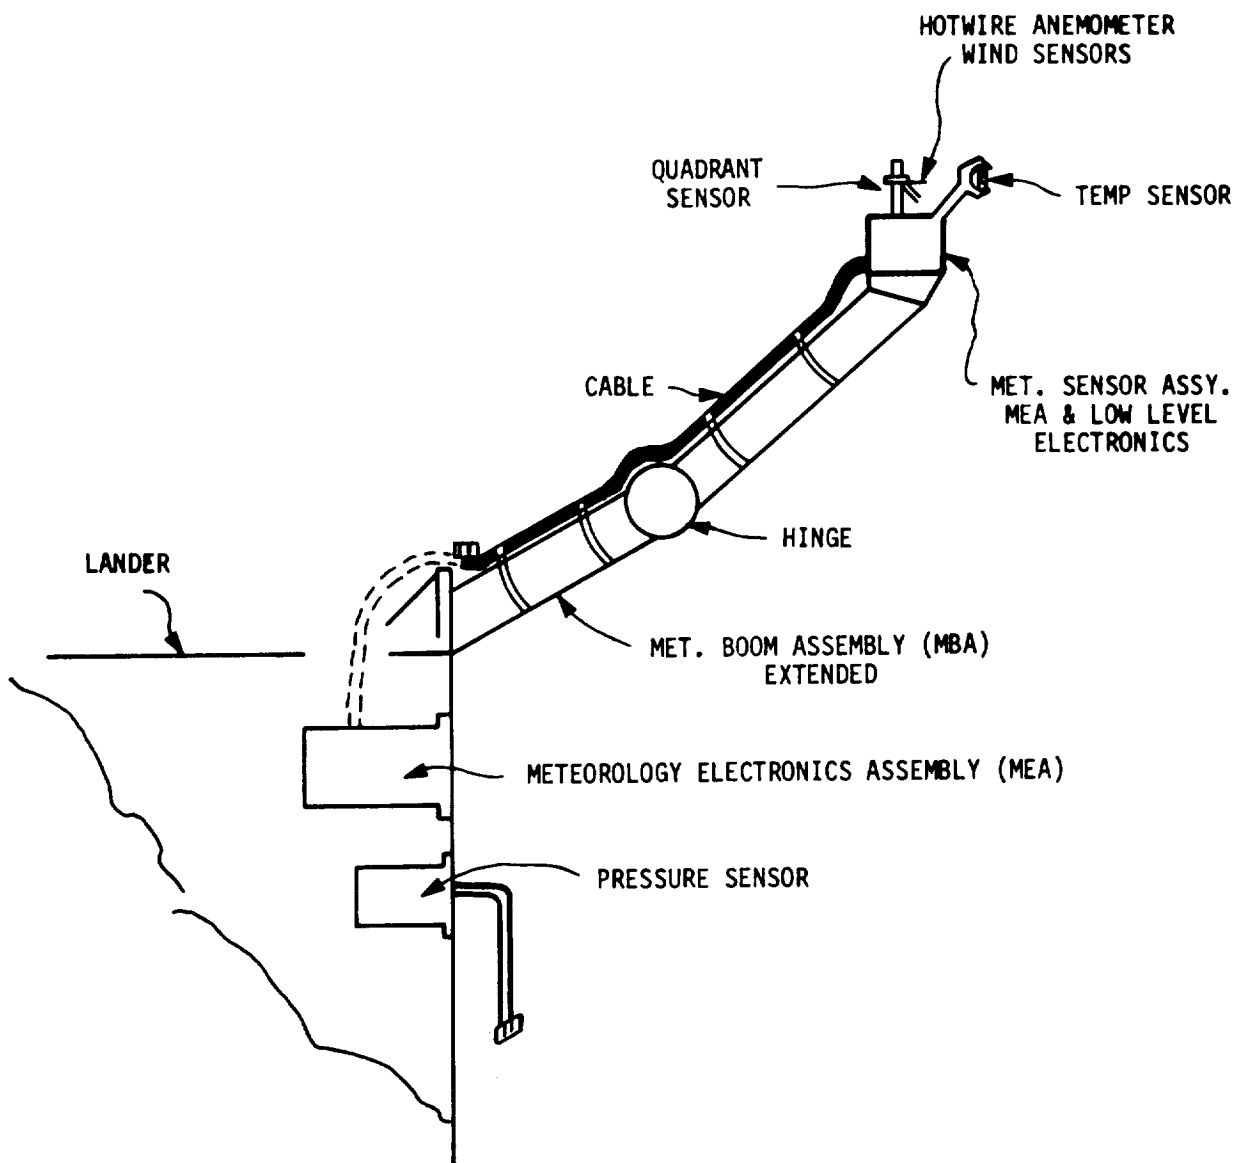 HOTWIRE ANEMOMETER
WIND SENSORS
QUADRANT
SENSOR
TEMP SENSOR
CABLE
MET. SENSOR ASSY.
MEA & LOW LEVEL
ELECTRONICS
HINGE
LANDER
MET. BOOM ASSEMBLY (MBA)
EXTENDED
METEOROLOGY ELECTRONICS ASSEMBLY (MEA)
PRESSURE SENSOR